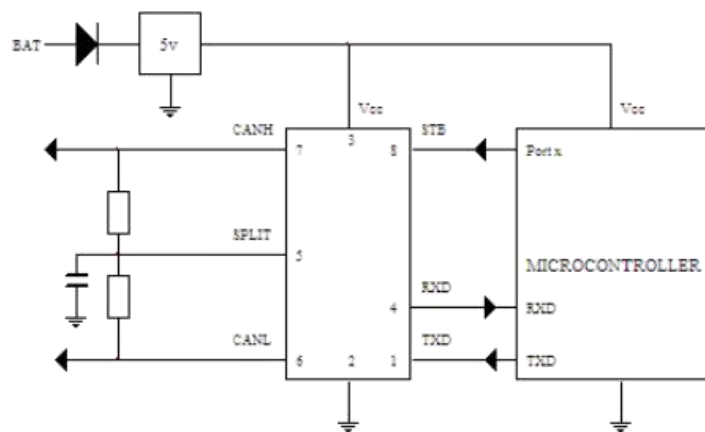 BAT
5v
Vcc
Vcc
CANH
STB
7
3
8
Port x
SPLIT
5
MICROCONTROLLER
RXD
4
RXD
CANL
TXD
6
2
1
TXD